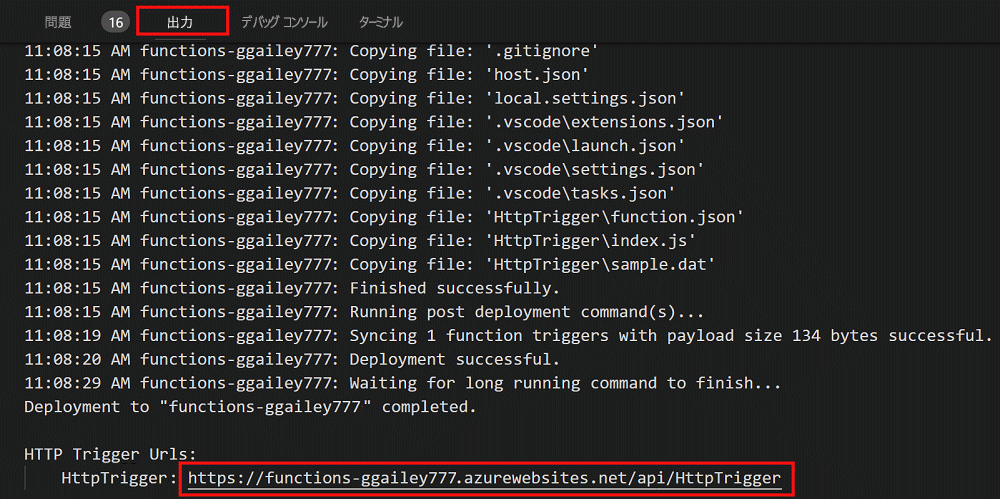 問題 16 出力 デバッグ コンソール ターミナル
11:08:15 AM functions-ggailey777: Copying file: '.gitignore'
11:08:15 AM functions-ggailey777: Copying file: 'host.json'
11:08:15 AM functions-ggailey777: Copying file: 'local.settings.json'
11:08:15 AM functions-ggailey777: Copying file: '.vscode\extensions.json'
11:08:15 AM functions-ggailey777: Copying file: '.vscode\launch.json'
11:08:15 AM functions-ggailey777: Copying file: '.vscode\settings.json'
11:08:15 AM functions-ggailey777: Copying file: '.vscode\tasks.json'
11:08:15 AM functions-ggailey777: Copying file: 'HttpTrigger\function.json'
11:08:15 AM functions-ggailey777: Copying file: 'HttpTrigger\index.js'
11:08:15 AM functions-ggailey777: Copying file: 'HttpTrigger\sample.dat'
11:08:15 AM functions-ggailey777: Finished successfully.
11:08:15 AM functions-ggailey777: Running post deployment command(s)...
11:08:19 AM functions-ggailey777: Syncing 1 function triggers with payload size 134 bytes successful.
11:08:20 AM functions-ggailey777: Deployment successful.
11:08:29 AM functions-ggailey777: Waiting for long running command to finish...
Deployment to "functions-ggailey777" completed.
HTTP Trigger Urls:
HttpTrigger: https://functions-ggailey777.azurewebsites.net/api/HttpTrigger